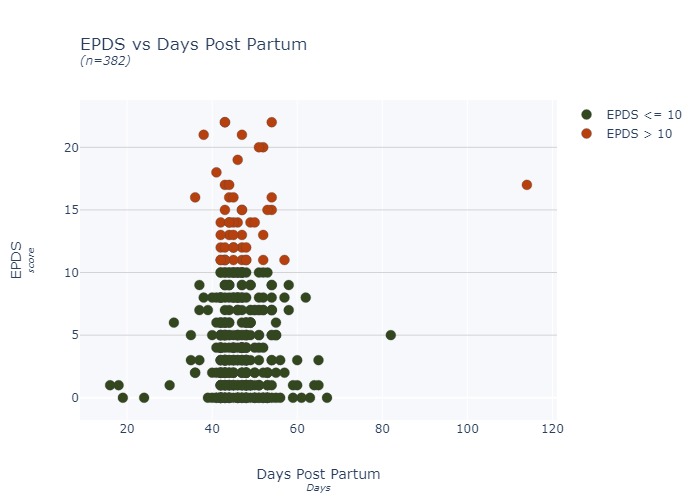 EPDS vs Days Post Partum
(n=382)
EPDS <= 10
EPDS > 10
20
15
10
5
0
EPDS
score
20
40
60
80
100
120
Days Post Partum
Days